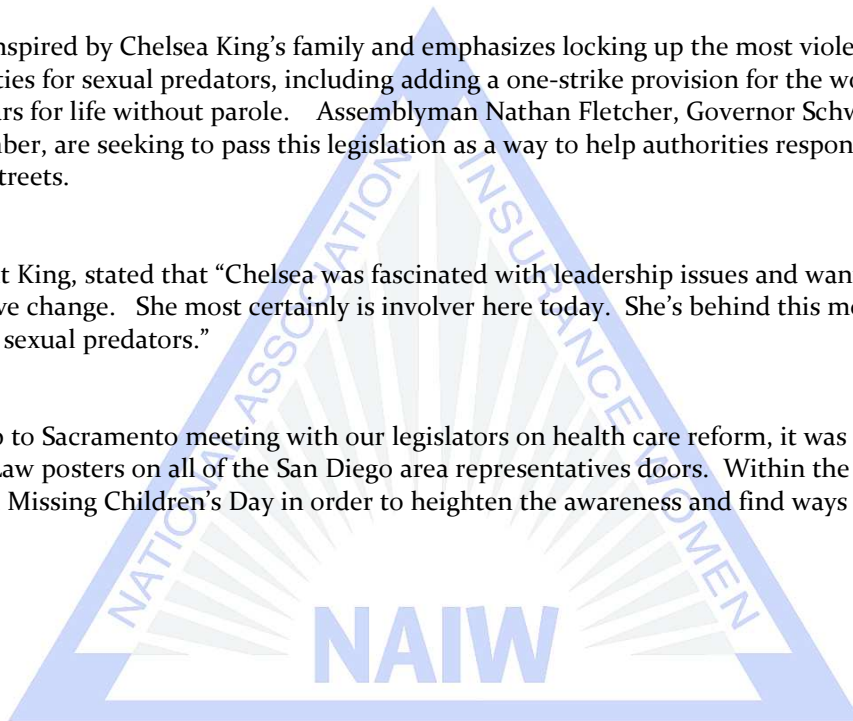 nspired by Chelsea King’s family and emphasizes locking up the most viole
ties for sexual predators, including adding a one-strike provision for the wo
rs for life without parole. Assemblyman Nathan Fletcher, Governor Schw
ber, are seeking to pass this legislation as a way to help authorities respon
treets.
t King, stated that “Chelsea was fascinated with leadership issues and wan
ve change. She most certainly is involver here today. She’s behind this mo
sexual predators.”
o to Sacramento meeting with our legislators on health care reform, it was
Law posters on all of the San Diego area representatives doors. Within the
Missing Children’s Day in order to heighten the awareness and find ways
NATIONAL ASSOCIATION
INSURANCE WOMEN
NAIW